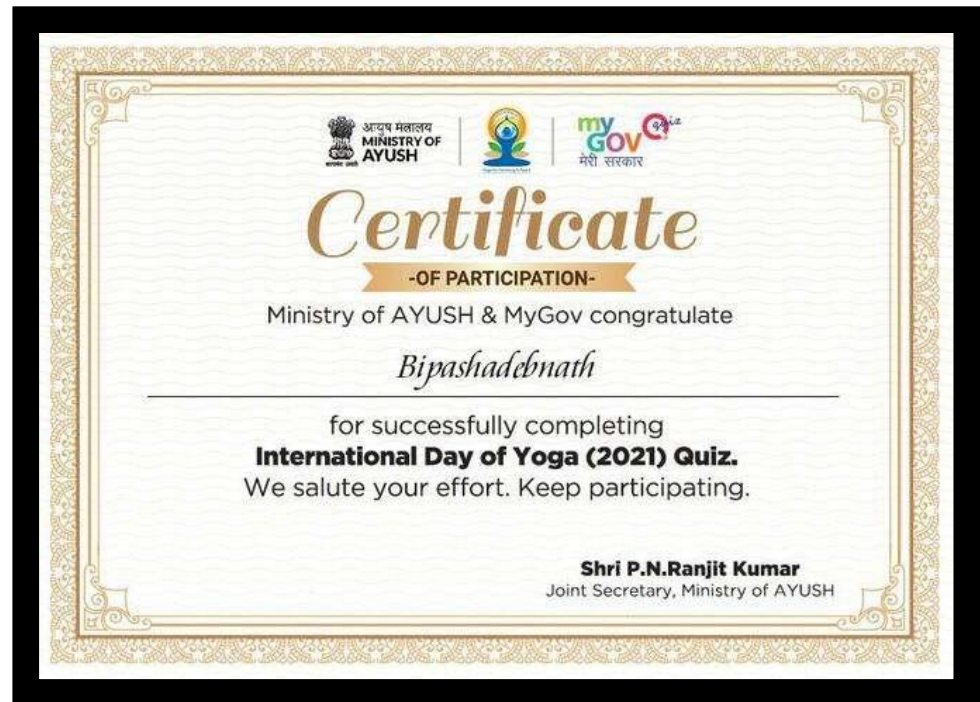 आयुष मंत्रालय
MINISTRY OF
AYUSH
my
GOV
quiz
मेरी सरकार
Certificate
-OF PARTICIPATION-
Ministry of AYUSH & MyGov congratulate
Bipashadebnath
for successfully completing
International Day of Yoga (2021) Quiz.
We salute your effort. Keep participating.
Shri P.N.Ranjit Kumar
Joint Secretary, Ministry of AYUSH